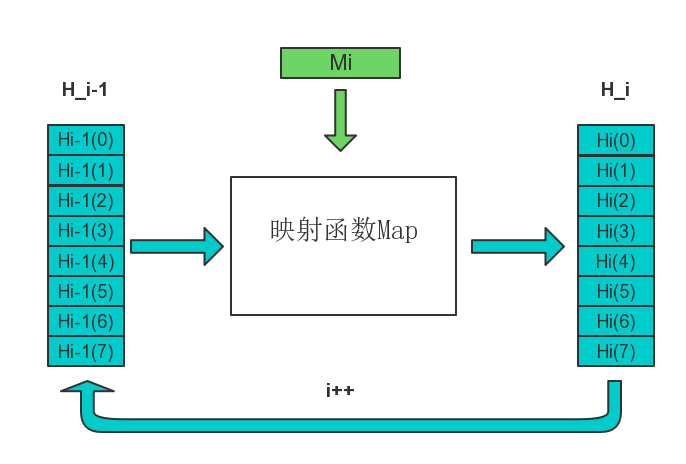 Mi
H_i-1
H_i
Hi-1(0)
Hi-1(1)
Hi-1(2)
Hi-1(3)
Hi-1(4)
Hi-1(5)
Hi-1(6)
Hi-1(7)
映射函数Map
Hi(0)
Hi(1)
Hi(2)
Hi(3)
Hi(4)
Hi(5)
Hi(6)
Hi(7)
i++